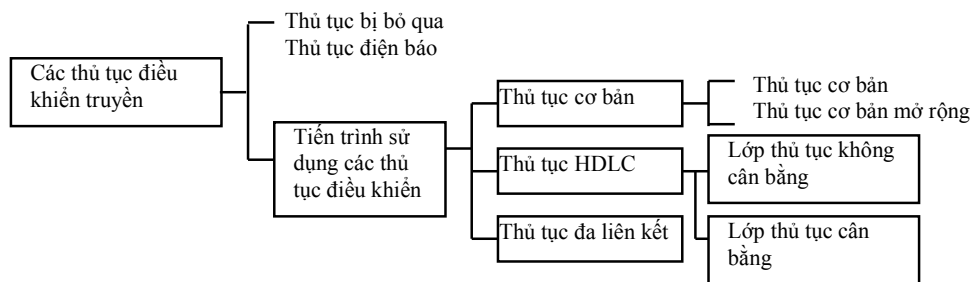 Thủ tục bị bỏ qua
Thủ tục điện báo
Các thủ tục điều
khiển truyền
Tiến trình sử
dụng các thủ
tục điều khiển
Thủ tục cơ bản
Thủ tục cơ bản
Thủ tục cơ bản mở rộng
Thủ tục HDLC
Lớp thủ tục không
cân bằng
Thủ tục đa liên kết
Lớp thủ tục cân
bằng